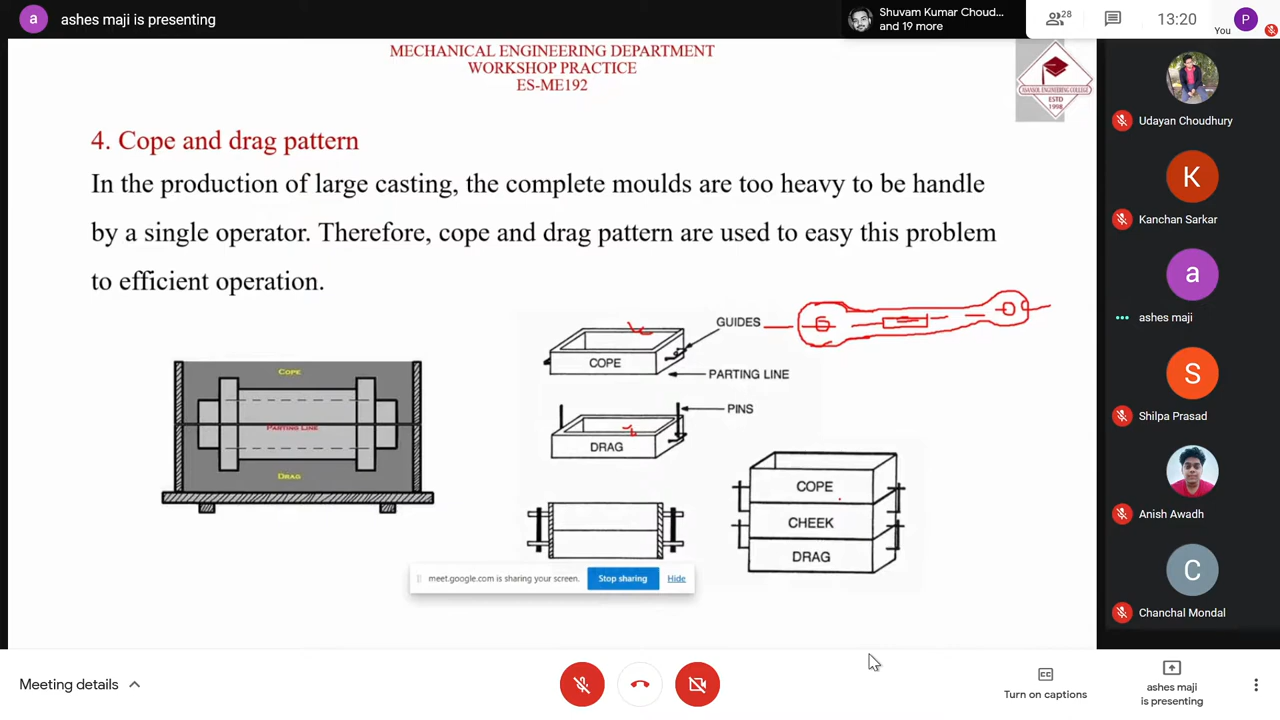 a ashes maji is presenting
Shuvam Kumar Choud...
and 19 more
28
13:20
You
P
MECHANICAL ENGINEERING DEPARTMENT
WORKSHOP PRACTICE
ES-ME192
ASANSOL ENGINEERING COLLEGE
ESTD
1998
4. Cope and drag pattern
In the production of large casting, the complete moulds are too heavy to be handle
by a single operator. Therefore, cope and drag pattern are used to easy this problem
to efficient operation.
COPE
PARTING LINE
DRAG
GUIDES
COPE
PARTING LINE
PINS
DRAG
COPE
CHEEK
DRAG
meet.google.com is sharing your screen.
Stop sharing
Hide
Udayan Choudhury
K
Kanchan Sarkar
a
ashes maji
S
Shilpa Prasad
Anish Awadh
C
Chanchal Mondal
Meeting details
Turn on captions
ashes maji
is presenting